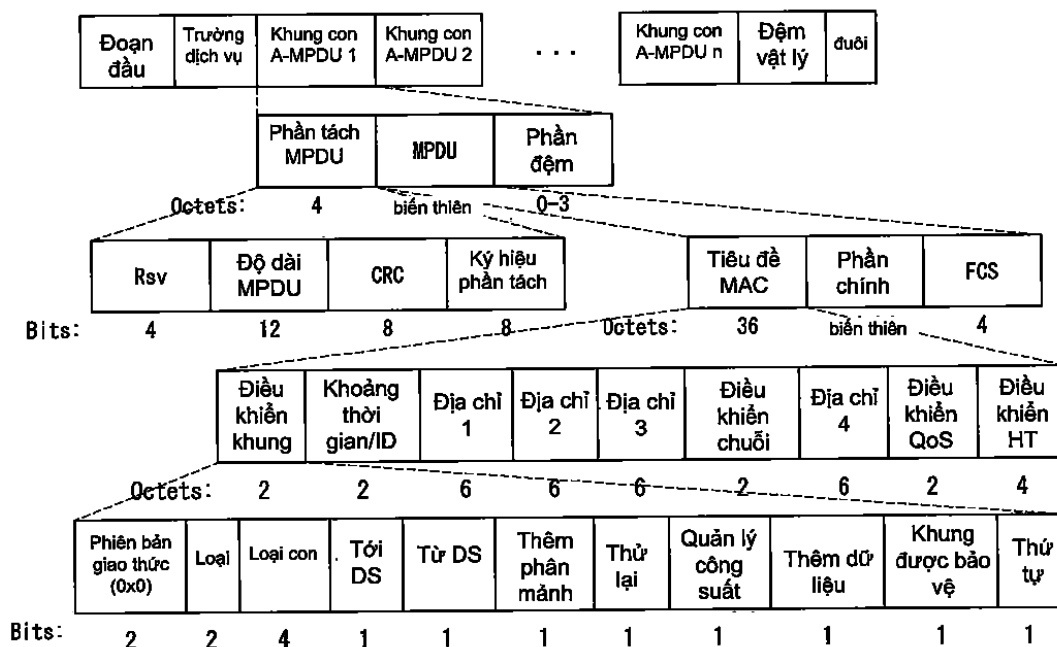 Đoạn đầu
Trường dịch vụ
Khung con A-MPDU 1
Khung con A-MPDU 2
...
Khung con A-MPDU n
Đệm vật lý
đuôi
Phần tách MPDU
MPDU
Phần đệm
Octets: 4 biến thiên 0-3
Rsv
Độ dài MPDU
CRC
Ký hiệu phần tách
Tiêu đề MAC
Phần chính
FCS
Bits: 4 12 8 8
Octets: 36 biến thiên 4
Điều khiển khung
Khoảng thời gian/ID
Địa chỉ 1
Địa chỉ 2
Địa chỉ 3
Điều khiển chuỗi
Địa chỉ 4
Điều khiển QoS
Điều khiển HT
Octets: 2 2 6 6 6 2 6 2 4
Phiên bản giao thức (0x0)
Loại
Loại con
Tới DS
Từ DS
Thêm phân mảnh
Thử lại
Quản lý công suất
Thêm dữ liệu
Khung được bảo vệ
Thứ tự
Bits: 2 2 4 1 1 1 1 1 1 1 1